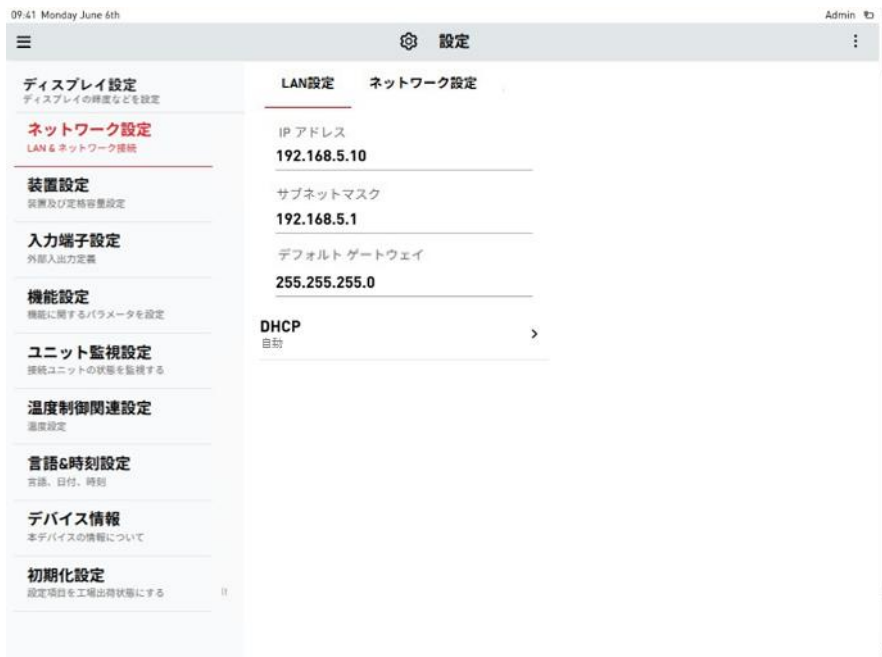 09:41 Monday June 6th
Admin
設定
ディスプレイ設定
ディスプレイの輝度などを設定
ネットワーク設定
LAN & ネットワーク接続
装置設定
装置及び定格容量設定
入力端子設定
外部入出力定義
機能設定
機能に関するパラメータを設定
ユニット監視設定
接続ユニットの状態を監視する
温度制御関連設定
温度設定
言語&時刻設定
言語、日付、時刻
デバイス情報
本デバイスの情報について
初期化設定
設定項目を工場出荷状態にする
LAN設定
ネットワーク設定
IP アドレス
192.168.5.10
サブネットマスク
192.168.5.1
デフォルト ゲートウェイ
255.255.255.0
DHCP
自動